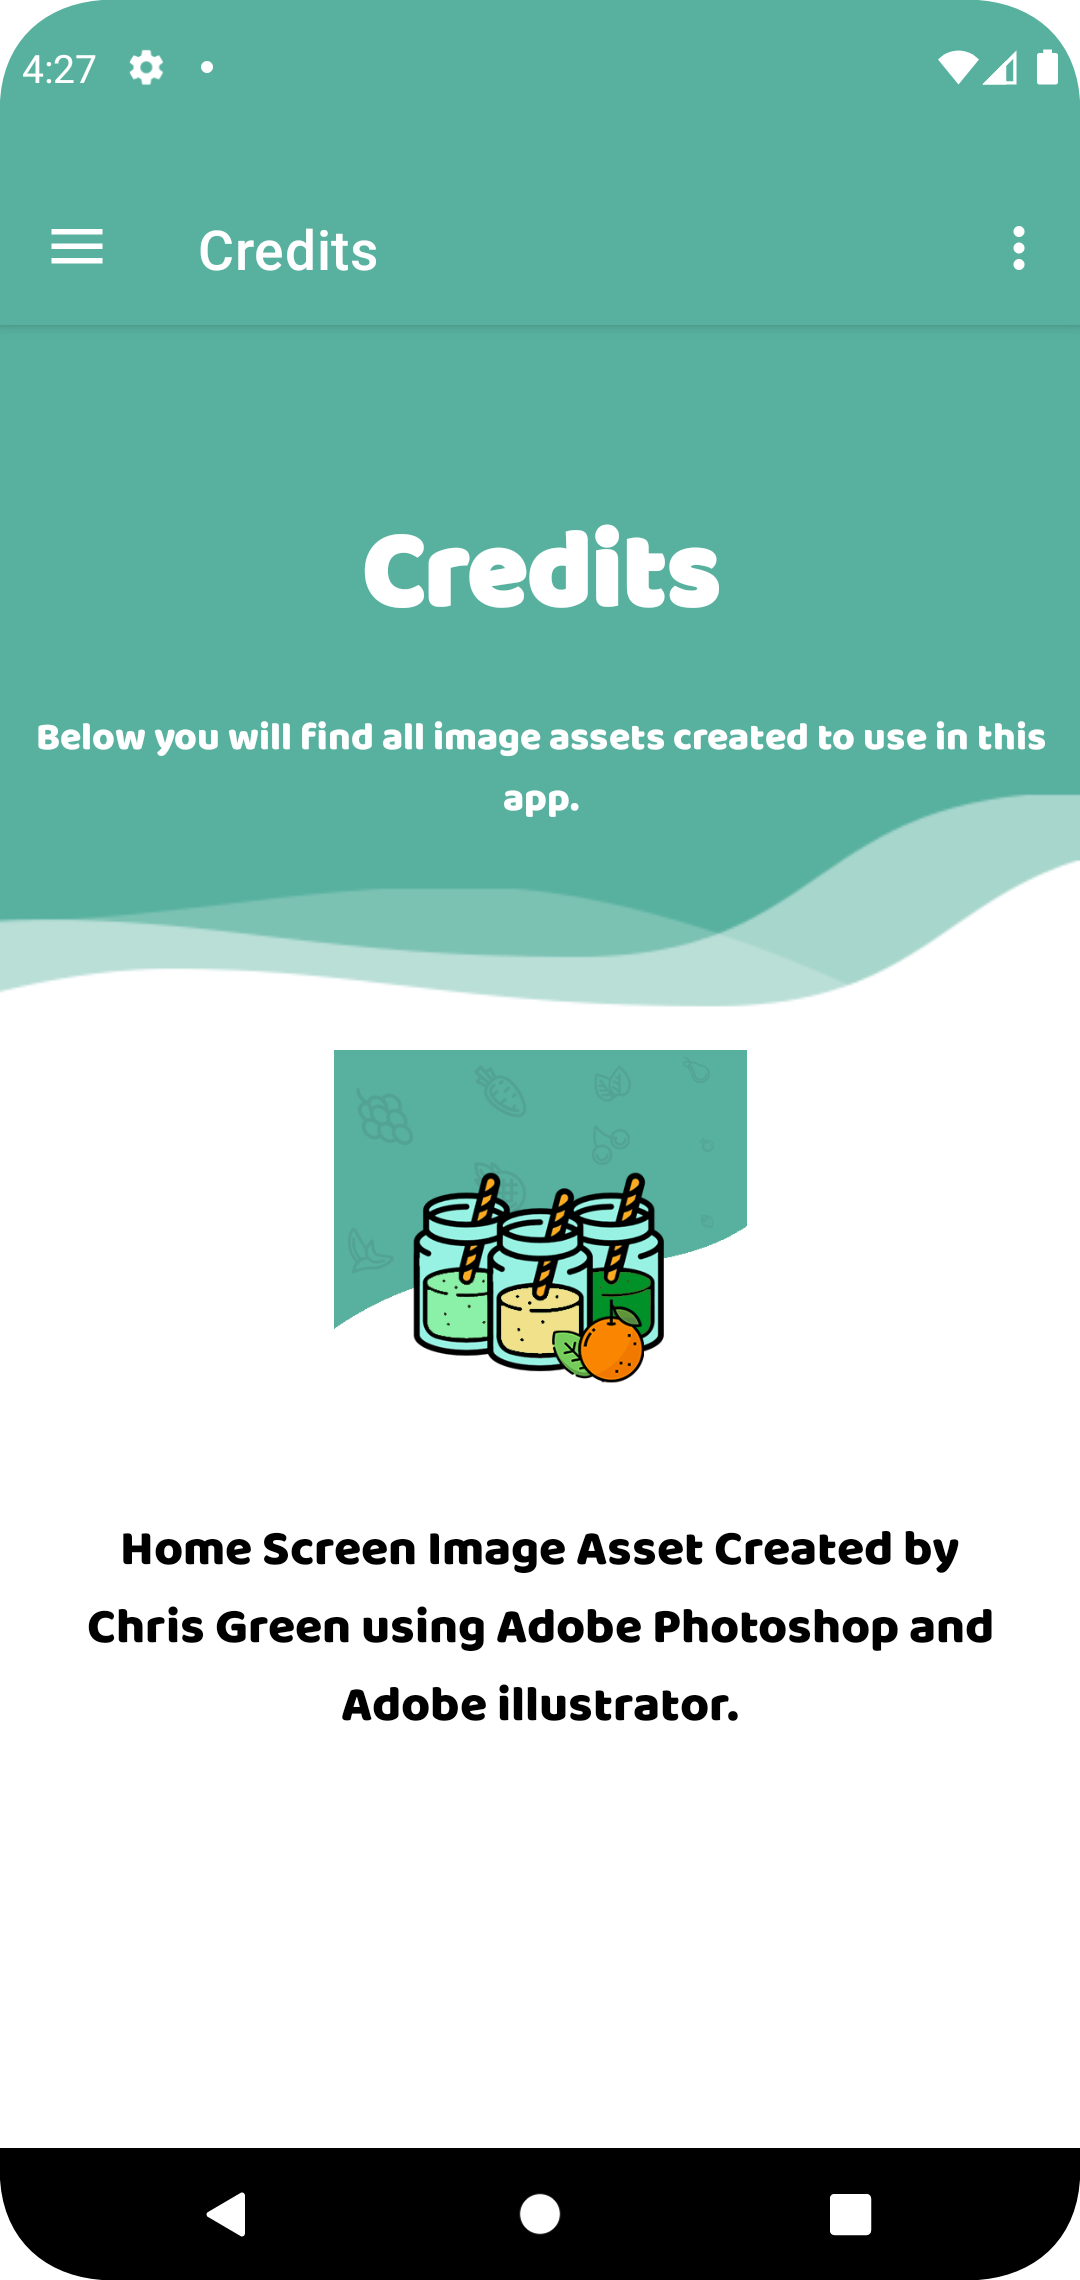 4:27
Credits
Credits
Below you will find all image assets created to use in this
app.
Home Screen Image Asset Created by
Chris Green using Adobe Photoshop and
Adobe illustrator.